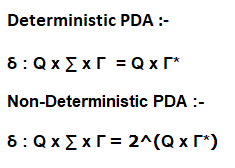 Deterministic PDA :-
δ : Q x ∑ x Γ = Q x Γ*
Non-Deterministic PDA :-
δ : Q x ∑ x Γ = 2^(Q x Γ*)